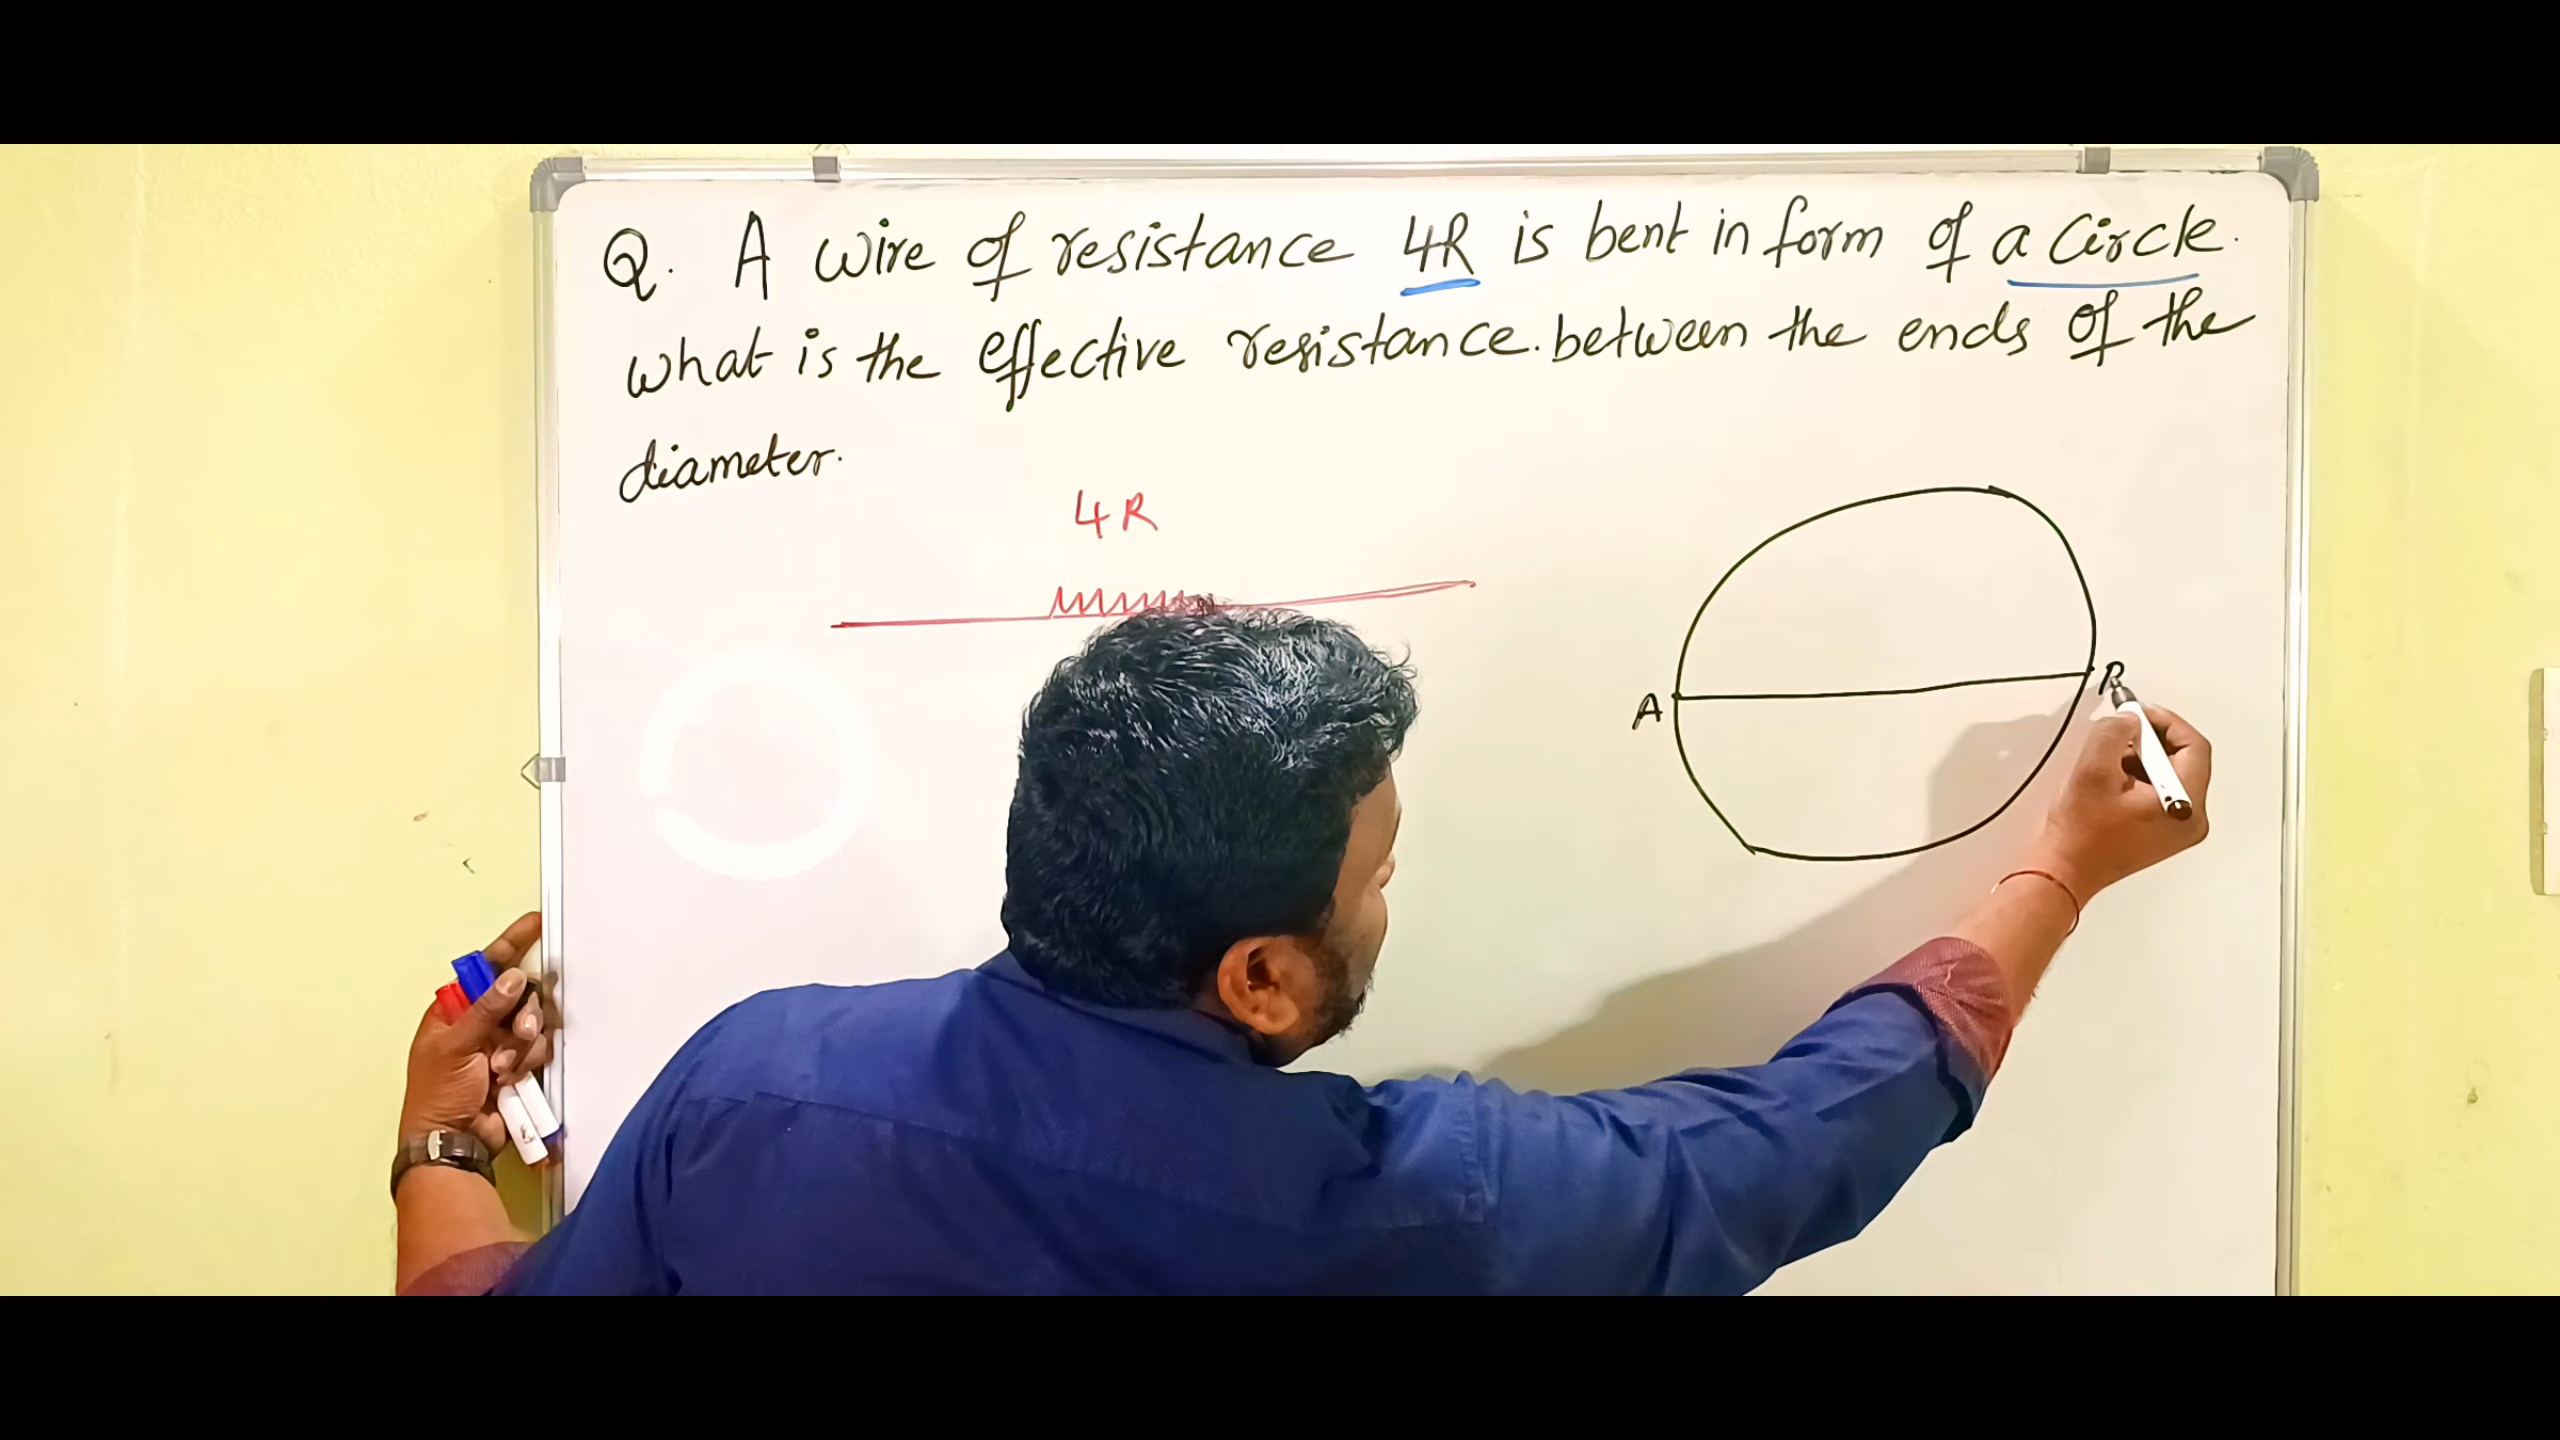 Q. A wire of resistance 4R is bent in form of a Circle.
what is the effective resistance. between the ends of the
diameter.
4R
A